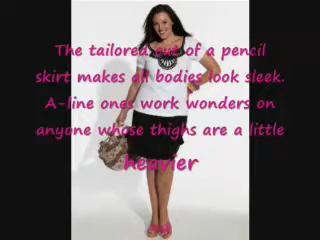 The tailored cut of a pencil
skirt makes all bodies look sleek.
A-line ones work wonders on
anyone whose thighs are a little
heavier